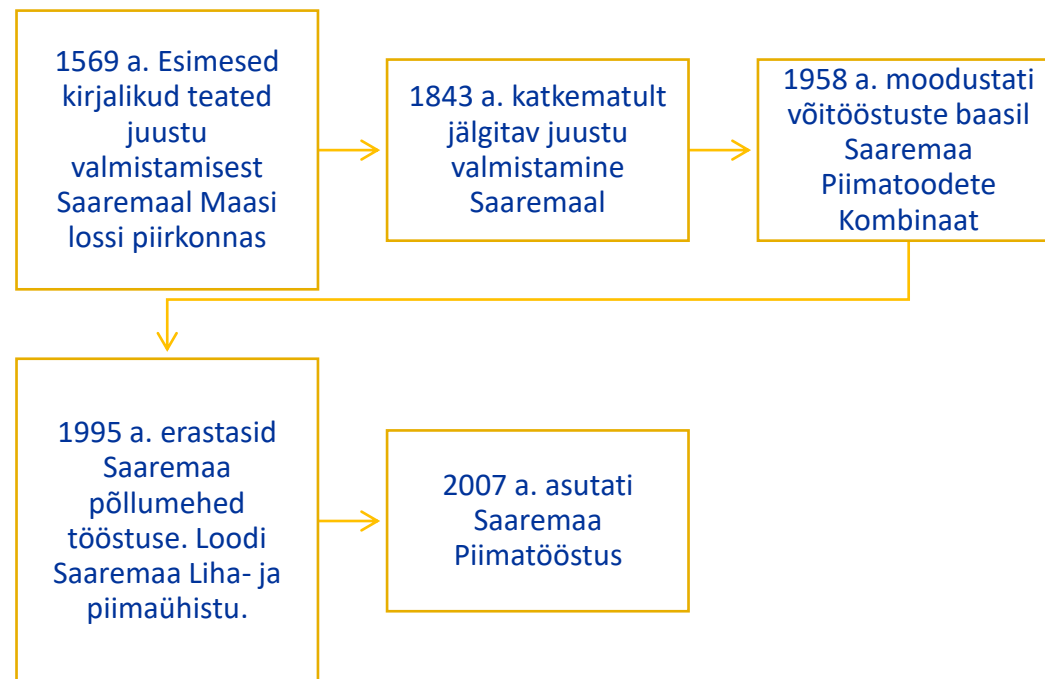 1569 a. Esimesed
kirjalikud teated
juustu
valmistamisest
Saaremaal Maasi
lossi piirkonnas
1843 a. katkematult
jälgitav juustu
valmistamine
Saaremaal
1958 a. moodustati
võitööstuste baasil
Saaremaa
Piimatoodete
Kombinaat
1995 a. erastasid
Saaremaa
põllumehed
tööstuse. Loodi
Saaremaa Liha- ja
piimaühistu.
2007 a. asutati
Saaremaa
Piimatööstus